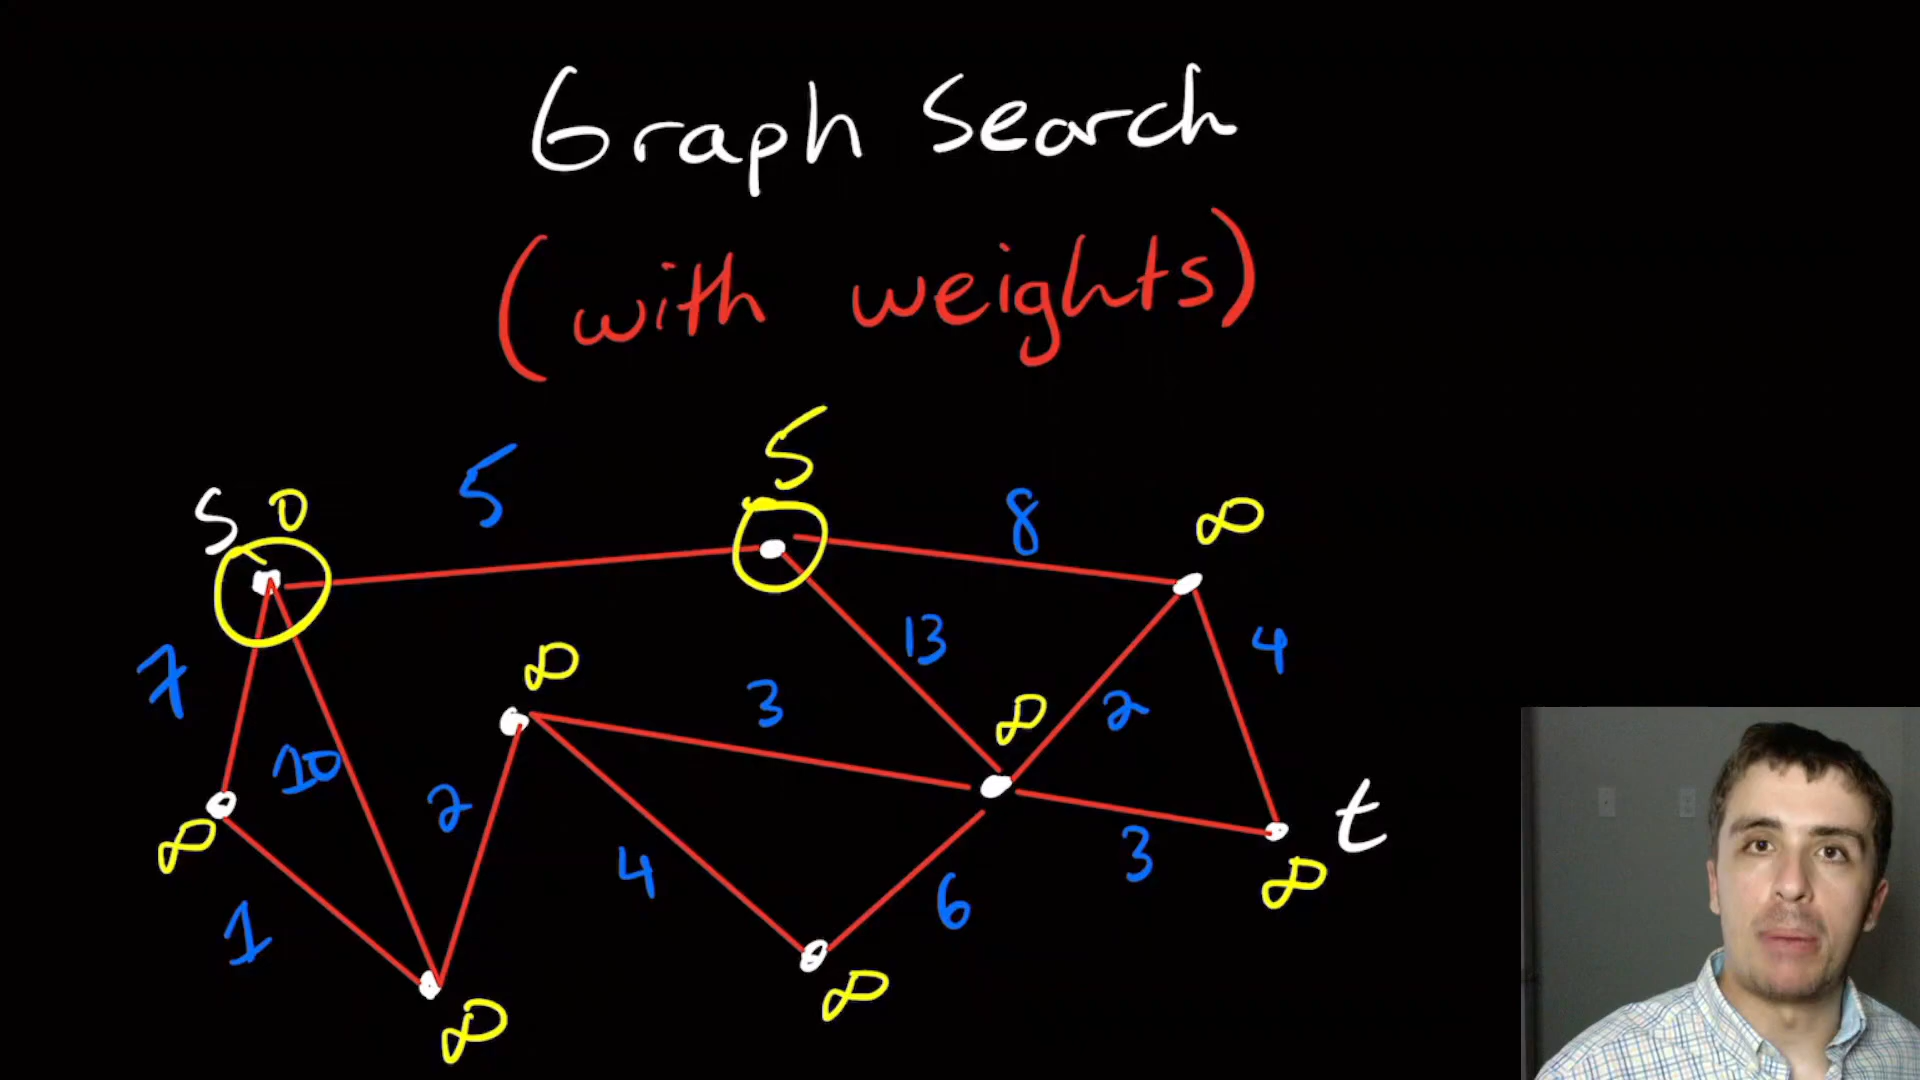 Graph Search
(with weights)
5
S 0 5 8 ∞
7 ∞ 13 4
10 3 ∞ 2
2 t
∞ 4 3
1 6 ∞
∞ ∞